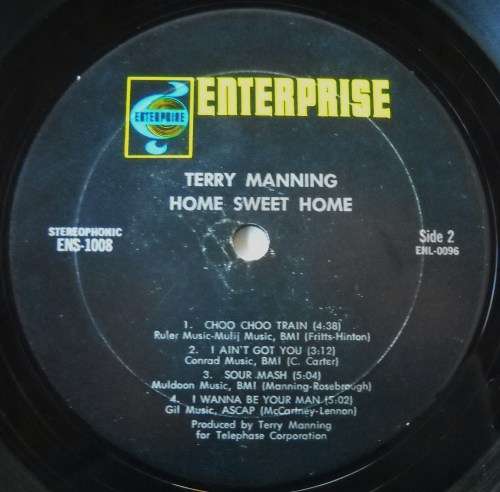 ENTERPRISE
ENTERPRISE
TERRY MANNING
HOME SWEET HOME
STEREOPHONIC
ENS-1008
Side 2
ENL-0096
1. CHOO CHOO TRAIN (4:38)
Ruler Music-Mulij Music, BMI (Fritts-Hinton)
2. I AIN'T GOT YOU (3:12)
Conrad Music, BMI (C. Carter)
3. SOUR MASH (5:04)
Muldoon Music, BMI (Manning-Rosebrough)
4. I WANNA BE YOUR MAN (5:02)
Gil Music, ASCAP (McCartney-Lennon)
Produced by Terry Manning
for Telephase Corporation